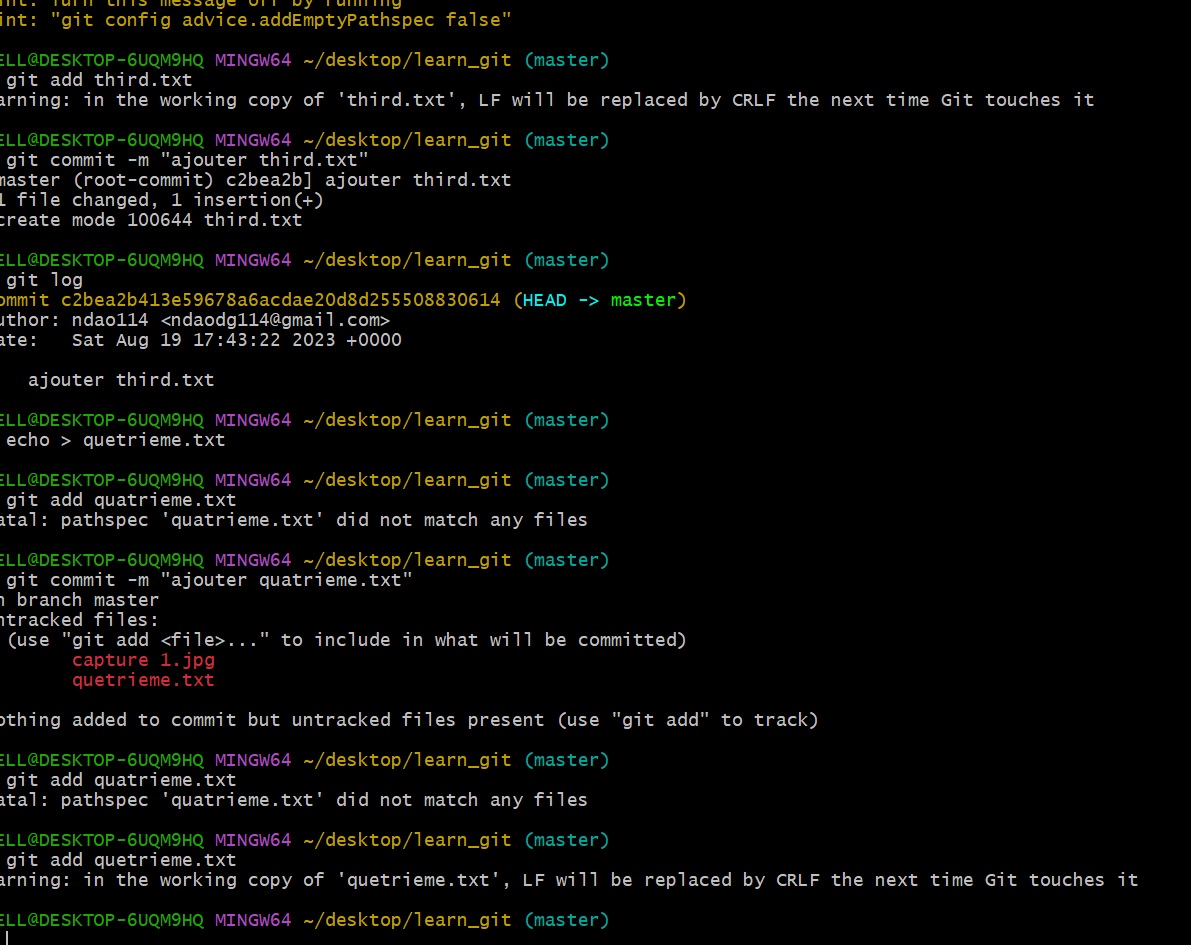 int: Turn this message off by running
int: "git config advice.addEmptyPathspec false"
ELL@DESKTOP-6UQM9HQ MINGW64 ~/desktop/learn_git (master)
git add third.txt
arning: in the working copy of 'third.txt', LF will be replaced by CRLF the next time Git touches it
ELL@DESKTOP-6UQM9HQ MINGW64 ~/desktop/learn_git (master)
git commit -m "ajouter third.txt"
master (root-commit) c2bea2b] ajouter third.txt
1 file changed, 1 insertion(+)
create mode 100644 third.txt
ELL@DESKTOP-6UQM9HQ MINGW64 ~/desktop/learn_git (master)
git log
ommit c2bea2b413e59678a6acdae20d8d255508830614 (HEAD -> master)
uthor: ndao114 <ndaodg114@gmail.com>
ate:   Sat Aug 19 17:43:22 2023 +0000
ajouter third.txt
ELL@DESKTOP-6UQM9HQ MINGW64 ~/desktop/learn_git (master)
echo > quetrieme.txt
ELL@DESKTOP-6UQM9HQ MINGW64 ~/desktop/learn_git (master)
git add quatrieme.txt
atal: pathspec 'quatrieme.txt' did not match any files
ELL@DESKTOP-6UQM9HQ MINGW64 ~/desktop/learn_git (master)
git commit -m "ajouter quatrieme.txt"
n branch master
ntracked files:
(use "git add <file>..." to include in what will be committed)
capture 1.jpg
quetrieme.txt
othing added to commit but untracked files present (use "git add" to track)
ELL@DESKTOP-6UQM9HQ MINGW64 ~/desktop/learn_git (master)
git add quatrieme.txt
atal: pathspec 'quatrieme.txt' did not match any files
ELL@DESKTOP-6UQM9HQ MINGW64 ~/desktop/learn_git (master)
git add quetrieme.txt
arning: in the working copy of 'quetrieme.txt', LF will be replaced by CRLF the next time Git touches it
ELL@DESKTOP-6UQM9HQ MINGW64 ~/desktop/learn_git (master)